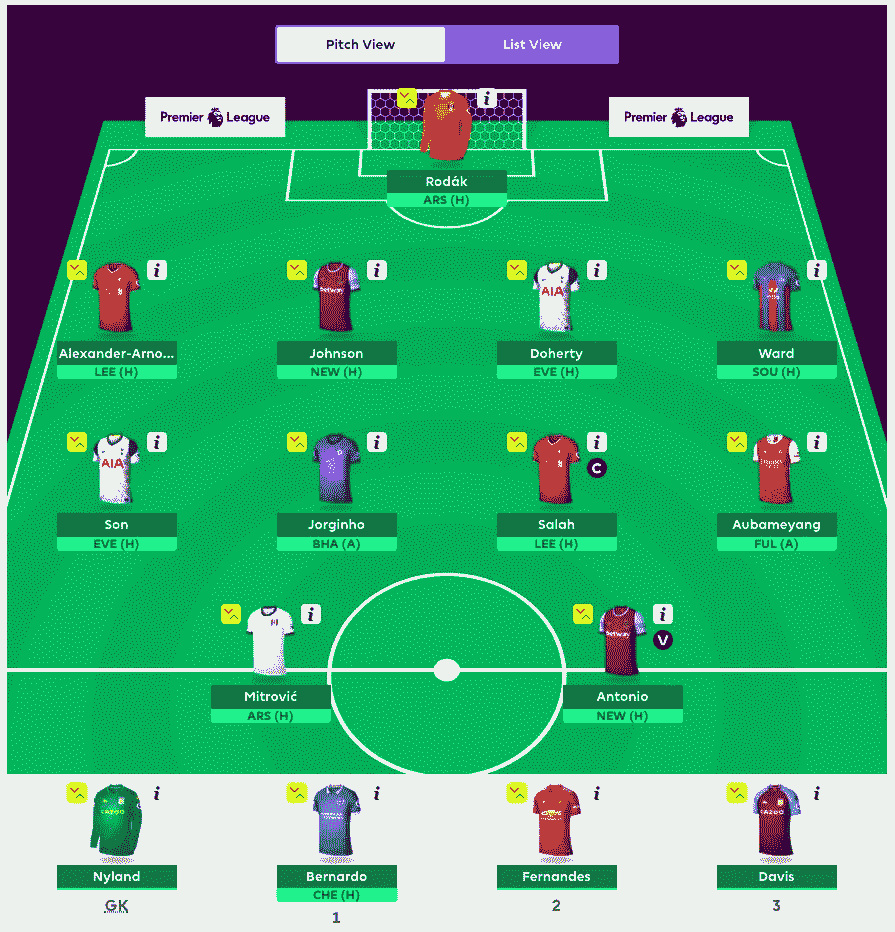 Pitch View
List View
Premier League
Premier League
Rodák
ARS (H)
Alexander-Arno...
LEE (H)
Johnson
NEW (H)
Doherty
EVE (H)
Ward
SOU (H)
AIA
Son
EVE (H)
Jorginho
BHA (A)
C
Salah
LEE (H)
Aubameyang
FUL (A)
AIA
Mitrović
ARS (H)
V
Antonio
NEW (H)
Nyland
GK
Bernardo
CHE (H)
1
Fernandes
2
Davis
3